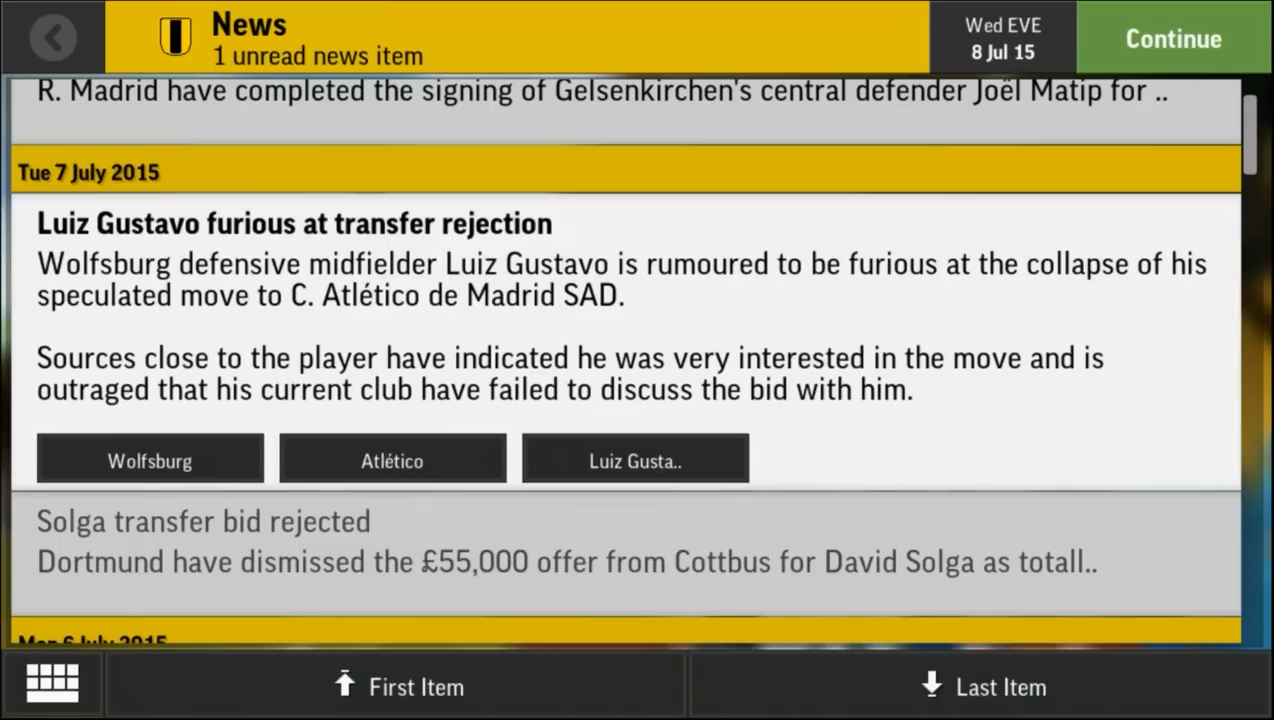 News
1 unread news item
Wed EVE
8 Jul 15
Continue
R. Madrid have completed the signing of Gelsenkirchen's central defender Joël Matip for ..
Tue 7 July 2015
Luiz Gustavo furious at transfer rejection
Wolfsburg defensive midfielder Luiz Gustavo is rumoured to be furious at the collapse of his
speculated move to C. Atlético de Madrid SAD.
Sources close to the player have indicated he was very interested in the move and is
outraged that his current club have failed to discuss the bid with him.
Wolfsburg
Atlético
Luiz Gusta..
Solga transfer bid rejected
Dortmund have dismissed the £55,000 offer from Cottbus for David Solga as totall..
Mon 6 July 2015
First Item
Last Item